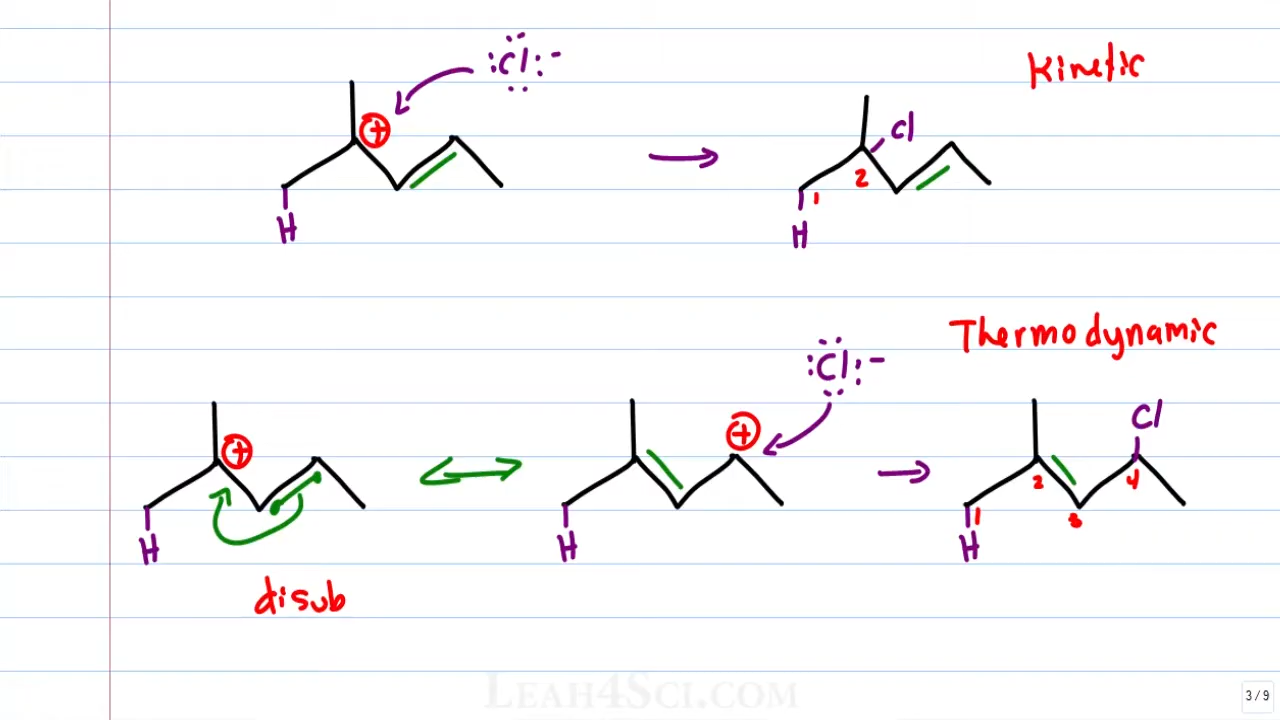 :Cl:-
Kinetic
+
Cl
2
1
H
H
Thermodynamic
:Cl:-
Cl
+
+
2
4
1
3
H
H
H
disub
LEAH4SCI.COM
3/9